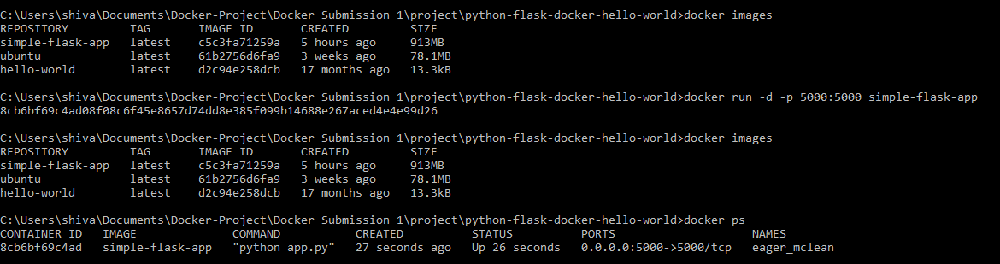 C:\Users\shiva\Documents\Docker-Project\Docker Submission 1\project\python-flask-docker-hello-world>docker images
REPOSITORY         TAG       IMAGE ID       CREATED         SIZE
simple-flask-app   latest    c5c3fa71259a   5 hours ago     913MB
ubuntu             latest    61b2756d6fa9   3 weeks ago     78.1MB
hello-world        latest    d2c94e258dcb   17 months ago   13.3kB
C:\Users\shiva\Documents\Docker-Project\Docker Submission 1\project\python-flask-docker-hello-world>docker run -d -p 5000:5000 simple-flask-app
8cb6bf69c4ad08f08c6f45e8657d74dd8e385f099b14688e267aced4e4e99d26
C:\Users\shiva\Documents\Docker-Project\Docker Submission 1\project\python-flask-docker-hello-world>docker images
REPOSITORY         TAG       IMAGE ID       CREATED         SIZE
simple-flask-app   latest    c5c3fa71259a   5 hours ago     913MB
ubuntu             latest    61b2756d6fa9   3 weeks ago     78.1MB
hello-world        latest    d2c94e258dcb   17 months ago   13.3kB
C:\Users\shiva\Documents\Docker-Project\Docker Submission 1\project\python-flask-docker-hello-world>docker ps
CONTAINER ID   IMAGE              COMMAND           CREATED          STATUS          PORTS                    NAMES
8cb6bf69c4ad   simple-flask-app   "python app.py"   27 seconds ago   Up 26 seconds   0.0.0.0:5000->5000/tcp   eager_mclean